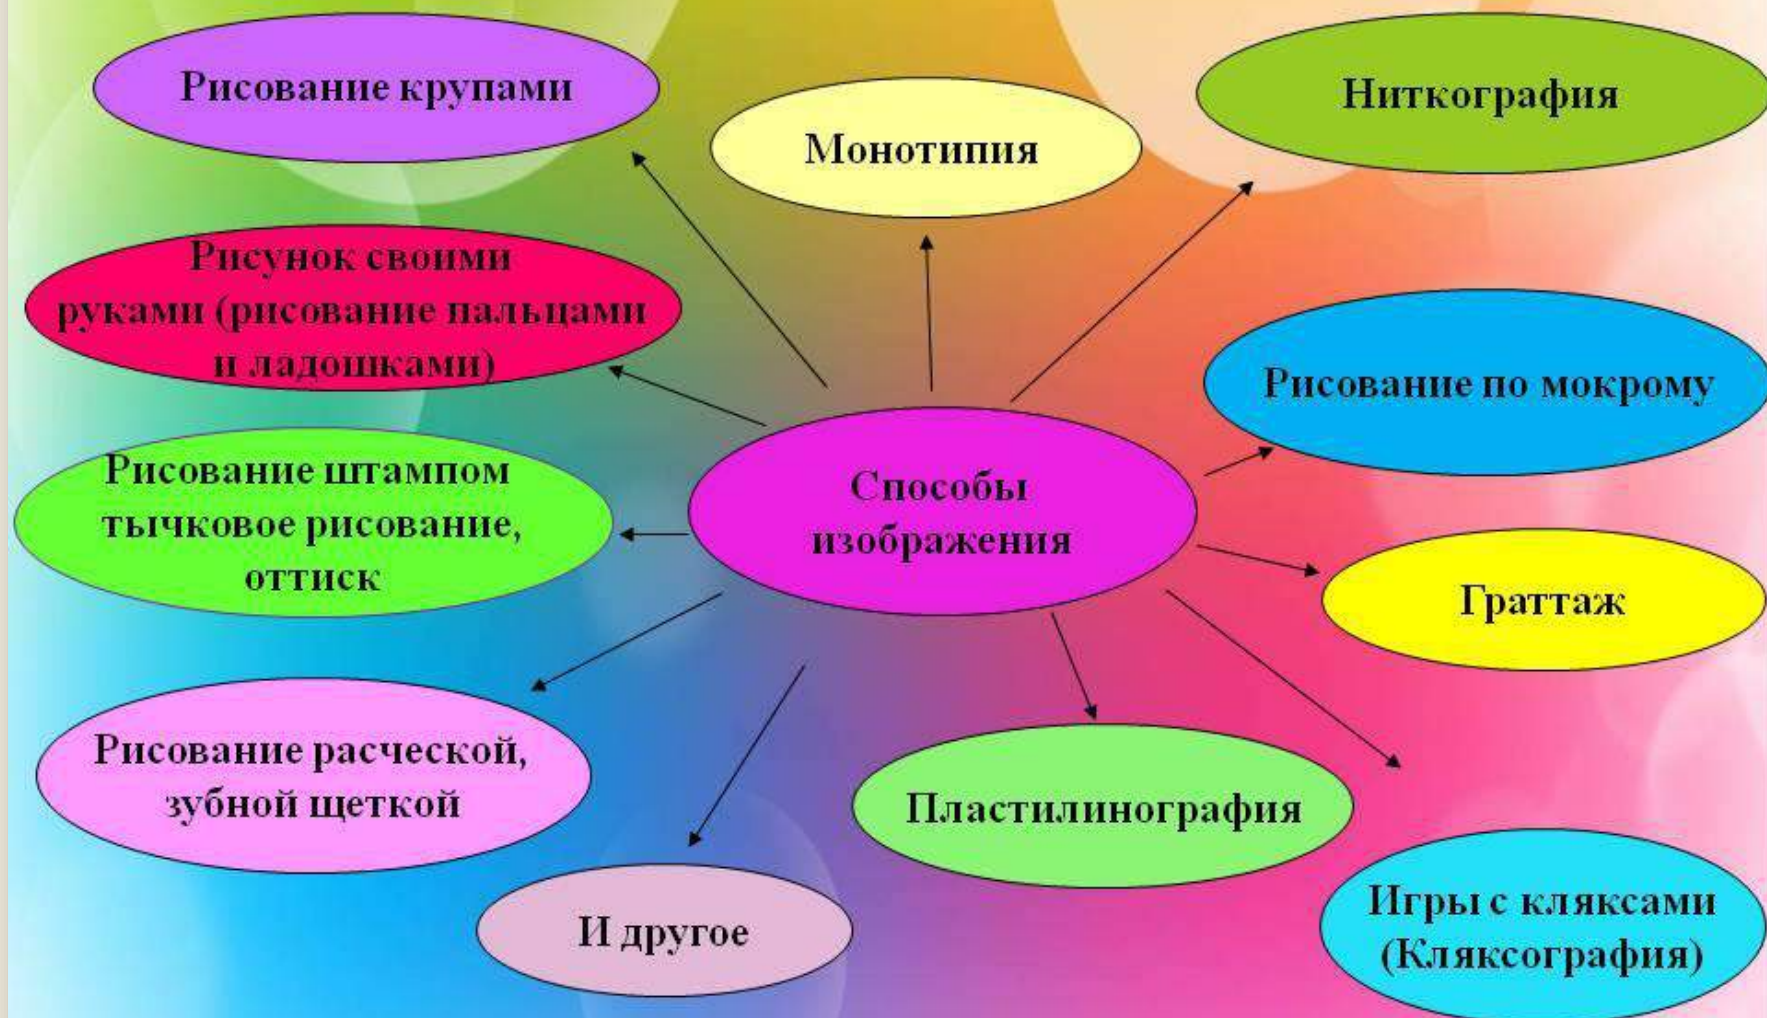 Рисование крупами
Монотипия
Ниткография
Рисунок своими
руками (рисование пальцами
и ладошками)
Рисование по мокрому
Рисование штампом
тычковое рисование,
оттиск
Способы
изображения
Граттаж
Рисование расческой,
зубной щеткой
Пластилинография
И другое
Игры с кляксами
(Кляксография)